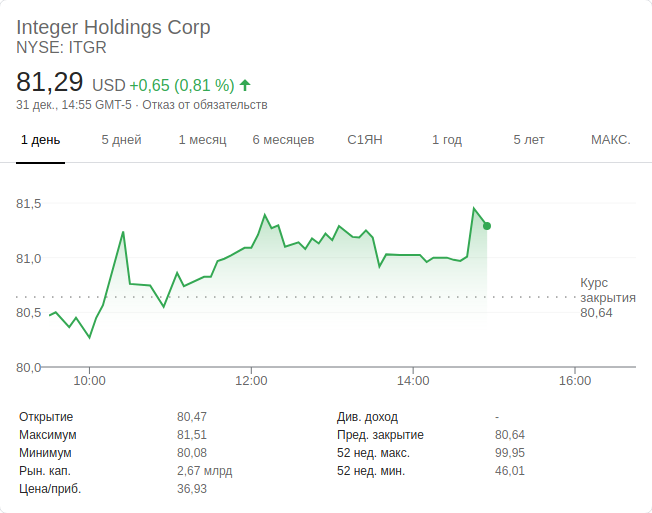 Integer Holdings Corp
NYSE: ITGR
81,29 USD +0,65 (0,81 %)
31 дек., 14:55 GMT-5 · Отказ от обязательств
1 день 5 дней 1 месяц 6 месяцев С1ЯН 1 год 5 лет МАКС.
81,5
81,0
80,5
80,0
Курс
закрытия
80,64
10:00 12:00 14:00 16:00
Открытие 80,47 Див. доход -
Максимум 81,51 Пред. закрытие 80,64
Минимум 80,08 52 нед. макс. 99,95
Рын. кап. 2,67 млрд 52 нед. мин. 46,01
Цена/приб. 36,93